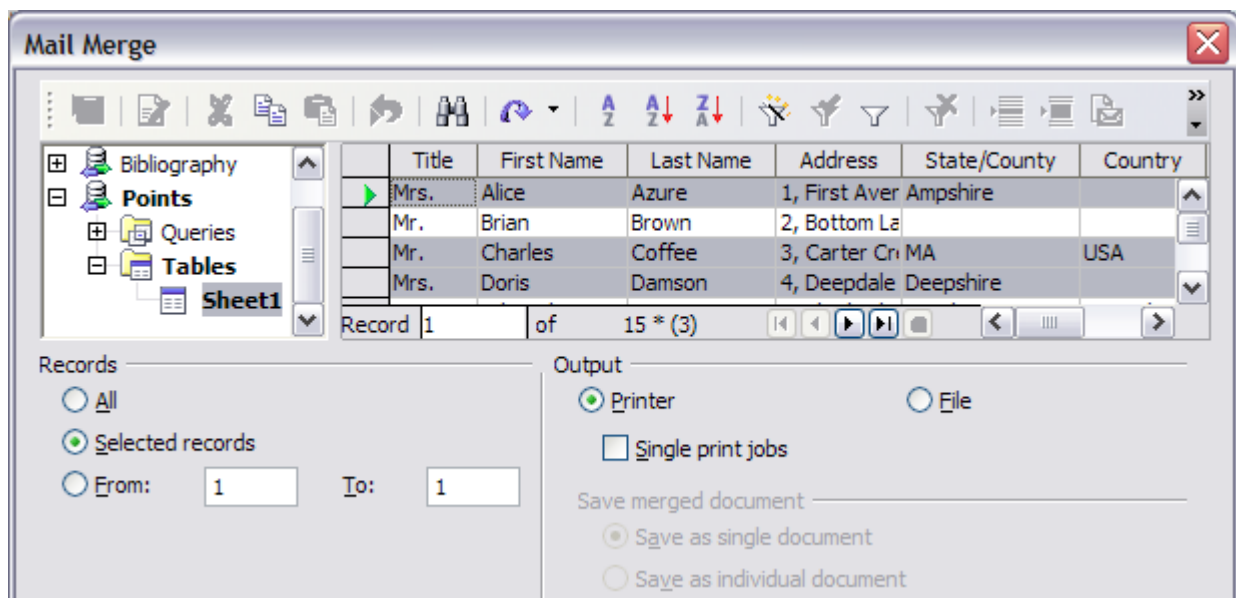 Mail Merge
Bibliography
Points
Queries
Tables
Sheet1
Title First Name Last Name Address State/County Country
Mrs. Alice Azure 1, First Aver Ampshire
Mr. Brian Brown 2, Bottom La
Mr. Charles Coffee 3, Carter Cr MA USA
Mrs. Doris Damson 4, Deepdale Deepshire
Record 1 of 15 * (3)
Records
All
Selected records
From: 1 To: 1
Output
Printer File
Single print jobs
Save merged document
Save as single document
Save as individual document